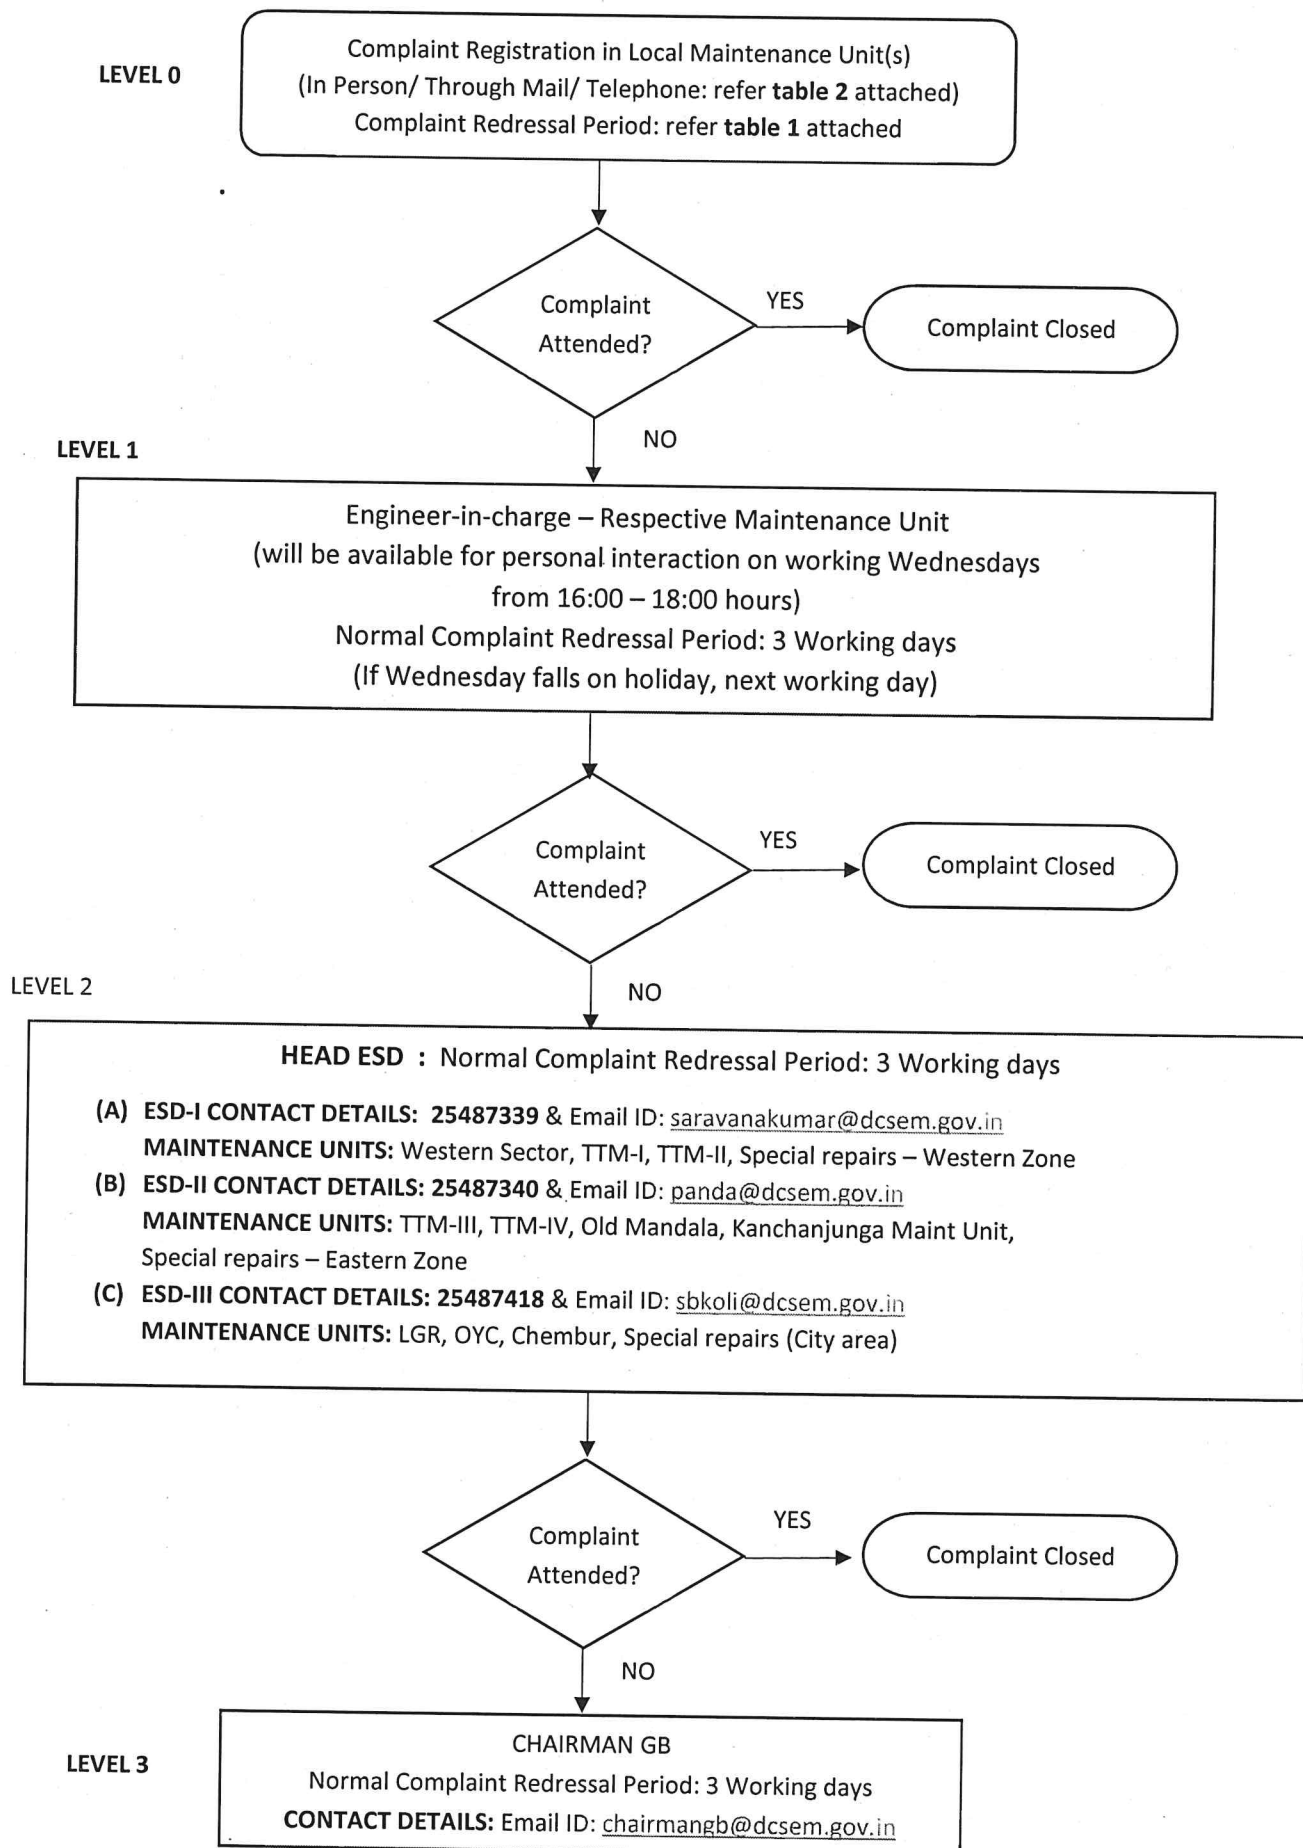 LEVEL 0
Complaint Registration in Local Maintenance Unit(s)
(In Person/ Through Mail/ Telephone: refer table 2 attached)
Complaint Redressal Period: refer table 1 attached
Complaint
Attended?
YES
Complaint Closed
NO
LEVEL 1
Engineer-in-charge – Respective Maintenance Unit
(will be available for personal interaction on working Wednesdays
from 16:00 – 18:00 hours)
Normal Complaint Redressal Period: 3 Working days
(If Wednesday falls on holiday, next working day)
Complaint
Attended?
YES
Complaint Closed
NO
LEVEL 2
HEAD ESD : Normal Complaint Redressal Period: 3 Working days
(A) ESD-I CONTACT DETAILS: 25487339 & Email ID: saravanakumar@dcsem.gov.in
MAINTENANCE UNITS: Western Sector, TTM-I, TTM-II, Special repairs – Western Zone
(B) ESD-II CONTACT DETAILS: 25487340 & Email ID: panda@dcsem.gov.in
MAINTENANCE UNITS: TTM-III, TTM-IV, Old Mandala, Kanchanjunga Maint Unit,
Special repairs – Eastern Zone
(C) ESD-III CONTACT DETAILS: 25487418 & Email ID: sbkoli@dcsem.gov.in
MAINTENANCE UNITS: LGR, OYC, Chembur, Special repairs (City area)
Complaint
Attended?
YES
Complaint Closed
NO
LEVEL 3
CHAIRMAN GB
Normal Complaint Redressal Period: 3 Working days
CONTACT DETAILS: Email ID: chairmangb@dcsem.gov.in